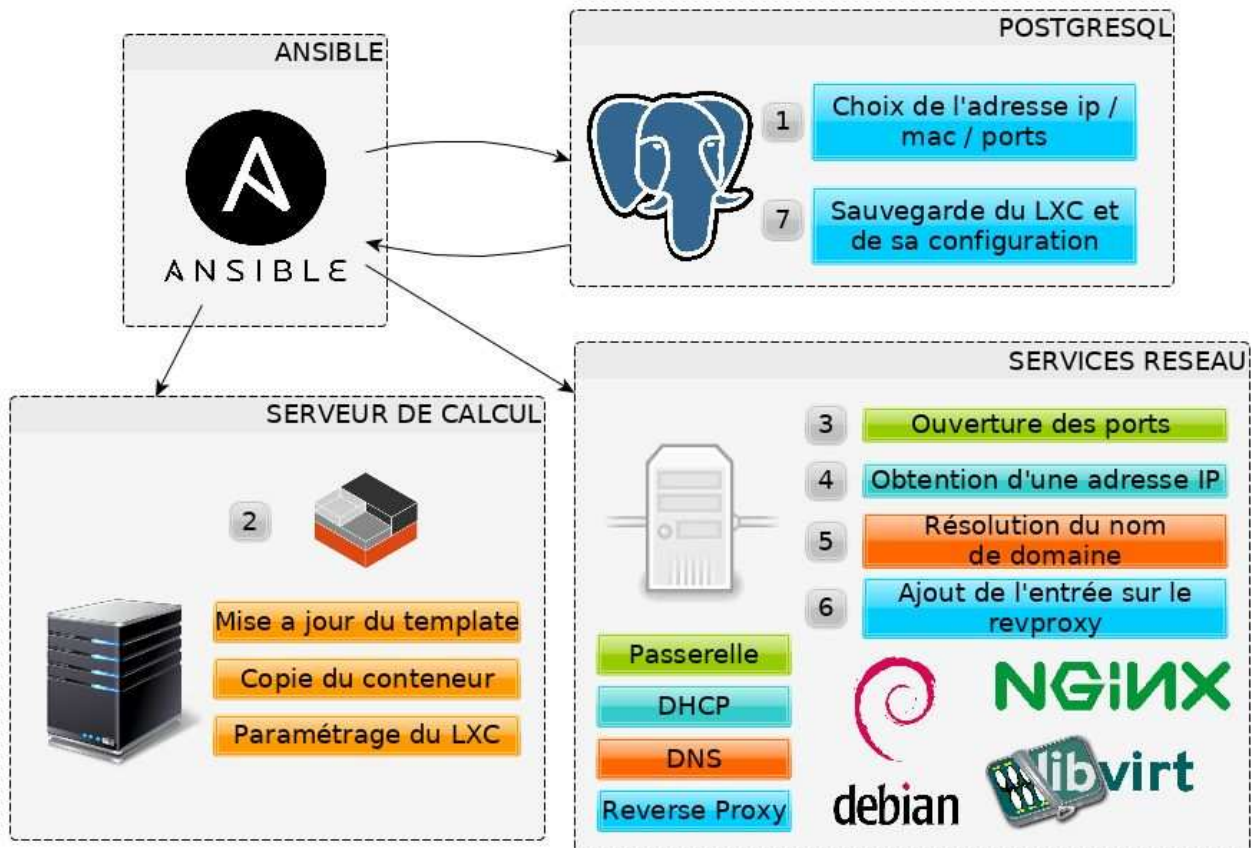 ANSIBLE
ANSIBLE
POSTGRESQL
1
Choix de l'adresse ip /
mac / ports
7
Sauvegarde du LXC et
de sa configuration
SERVEUR DE CALCUL
2
Mise a jour du template
Copie du conteneur
Paramétrage du LXC
SERVICES RESEAU
3
Ouverture des ports
4
Obtention d'une adresse IP
5
Résolution du nom
de domaine
6
Ajout de l'entrée sur le
revproxy
Passerelle
DHCP
DNS
Reverse Proxy
debian
NGiNX
libvirt